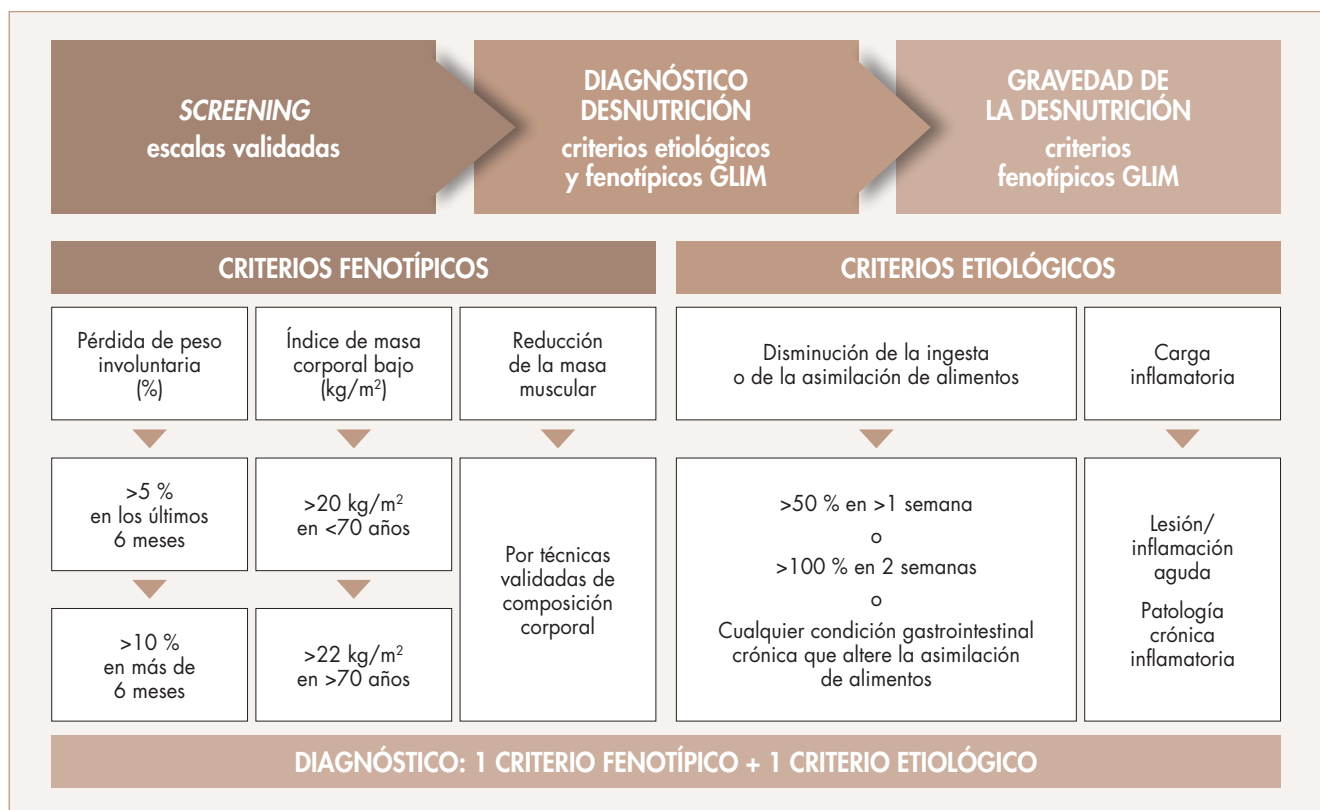 SCREENING
escalas validadas
DIAGNÓSTICO
DESNUTRICIÓN
criterios etiológicos
y fenotípicos GLIM
GRAVEDAD DE
LA DESNUTRICIÓN
criterios
fenotípicos GLIM
CRITERIOS FENOTÍPICOS
Pérdida de peso
involuntaria
(%)
Índice de masa
corporal bajo
(kg/m²)
Reducción
de la masa
muscular
>5 %
en los últimos
6 meses
>20 kg/m²
en <70 años
Por técnicas
validadas de
composición
corporal
>10 %
en más de
6 meses
>22 kg/m²
en >70 años
CRITERIOS ETIOLÓGICOS
Disminución de la ingesta
o de la asimilación de alimentos
Carga
inflamatoria
>50 % en >1 semana
o
>100 % en 2 semanas
o
Cualquier condición gastrointestinal
crónica que altere la asimilación
de alimentos
Lesión/
inflamación
aguda
Patología
crónica
inflamatoria
DIAGNÓSTICO: 1 CRITERIO FENOTÍPICO + 1 CRITERIO ETIOLÓGICO